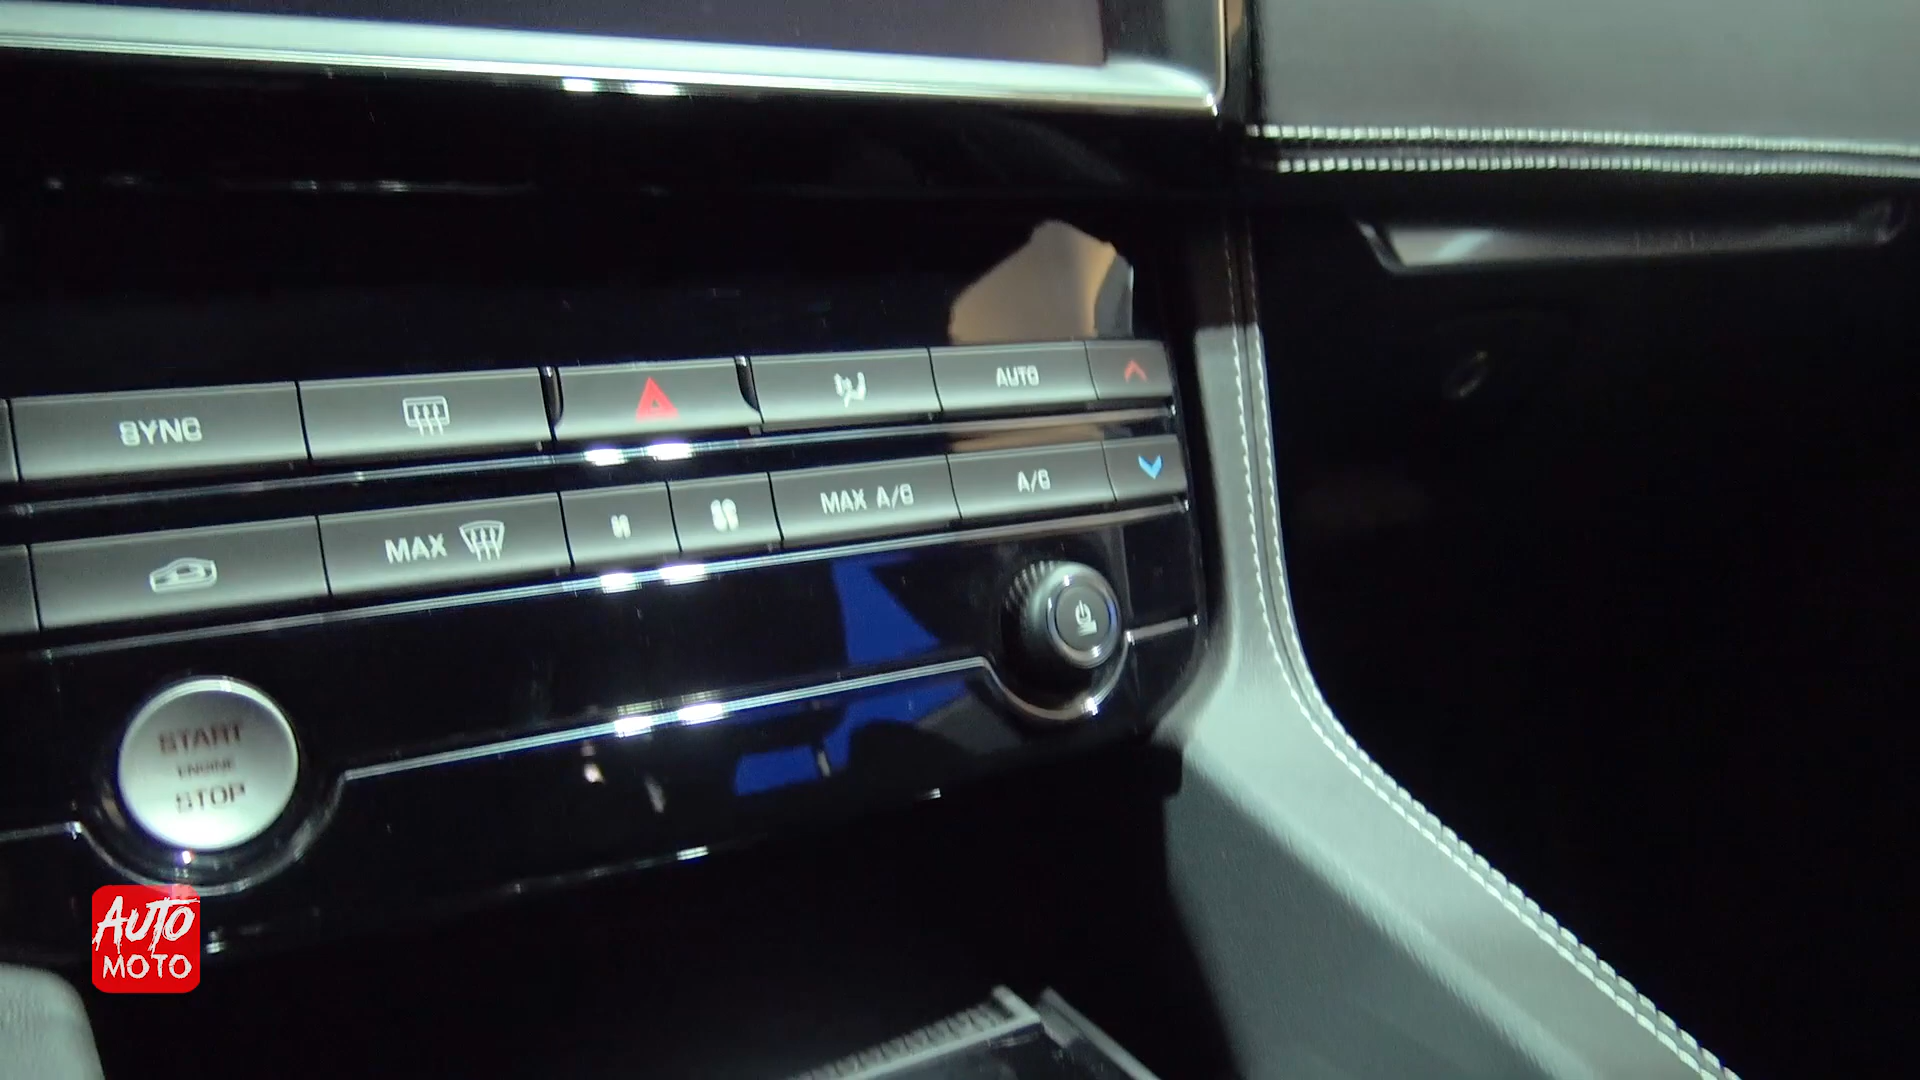 SYNC
AUTO
MAX
MAX A/C
A/C
START
ENGINE
STOP
AUTO
MOTO